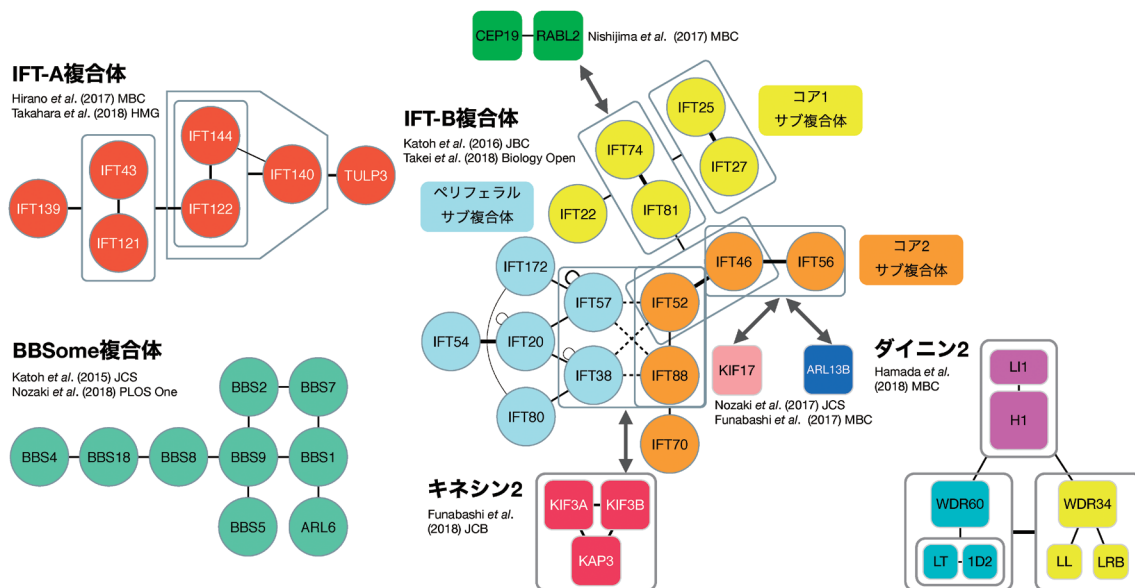 CEP19
RABL2
Nishijima et al. (2017) MBC
IFT-A複合体
Hirano et al. (2017) MBC
Takahara et al. (2018) HMG
IFT144
IFT43
IFT140
TULP3
IFT139
IFT122
IFT121
IFT-B複合体
Katoh et al. (2016) JBC
Takei et al. (2018) Biology Open
IFT25
コア1
サブ複合体
IFT74
IFT27
ペリフェラル
サブ複合体
IFT22
IFT81
IFT46
IFT56
コア2
サブ複合体
IFT172
IFT57
IFT52
IFT54
IFT20
IFT38
IFT88
IFT80
IFT70
KIF17
ARL13B
Nozaki et al. (2017) JCS
Funabashi et al. (2017) MBC
BBSome複合体
Katoh et al. (2015) JCS
Nozaki et al. (2018) PLOS One
BBS2
BBS7
BBS4
BBS18
BBS8
BBS9
BBS1
BBS5
ARL6
キネシン2
Funabashi et al.
(2018) JCB
KIF3A
KIF3B
KAP3
ダイニン2
Hamada et al.
(2018) MBC
LI1
H1
WDR60
WDR34
LT
1D2
LL
LRB